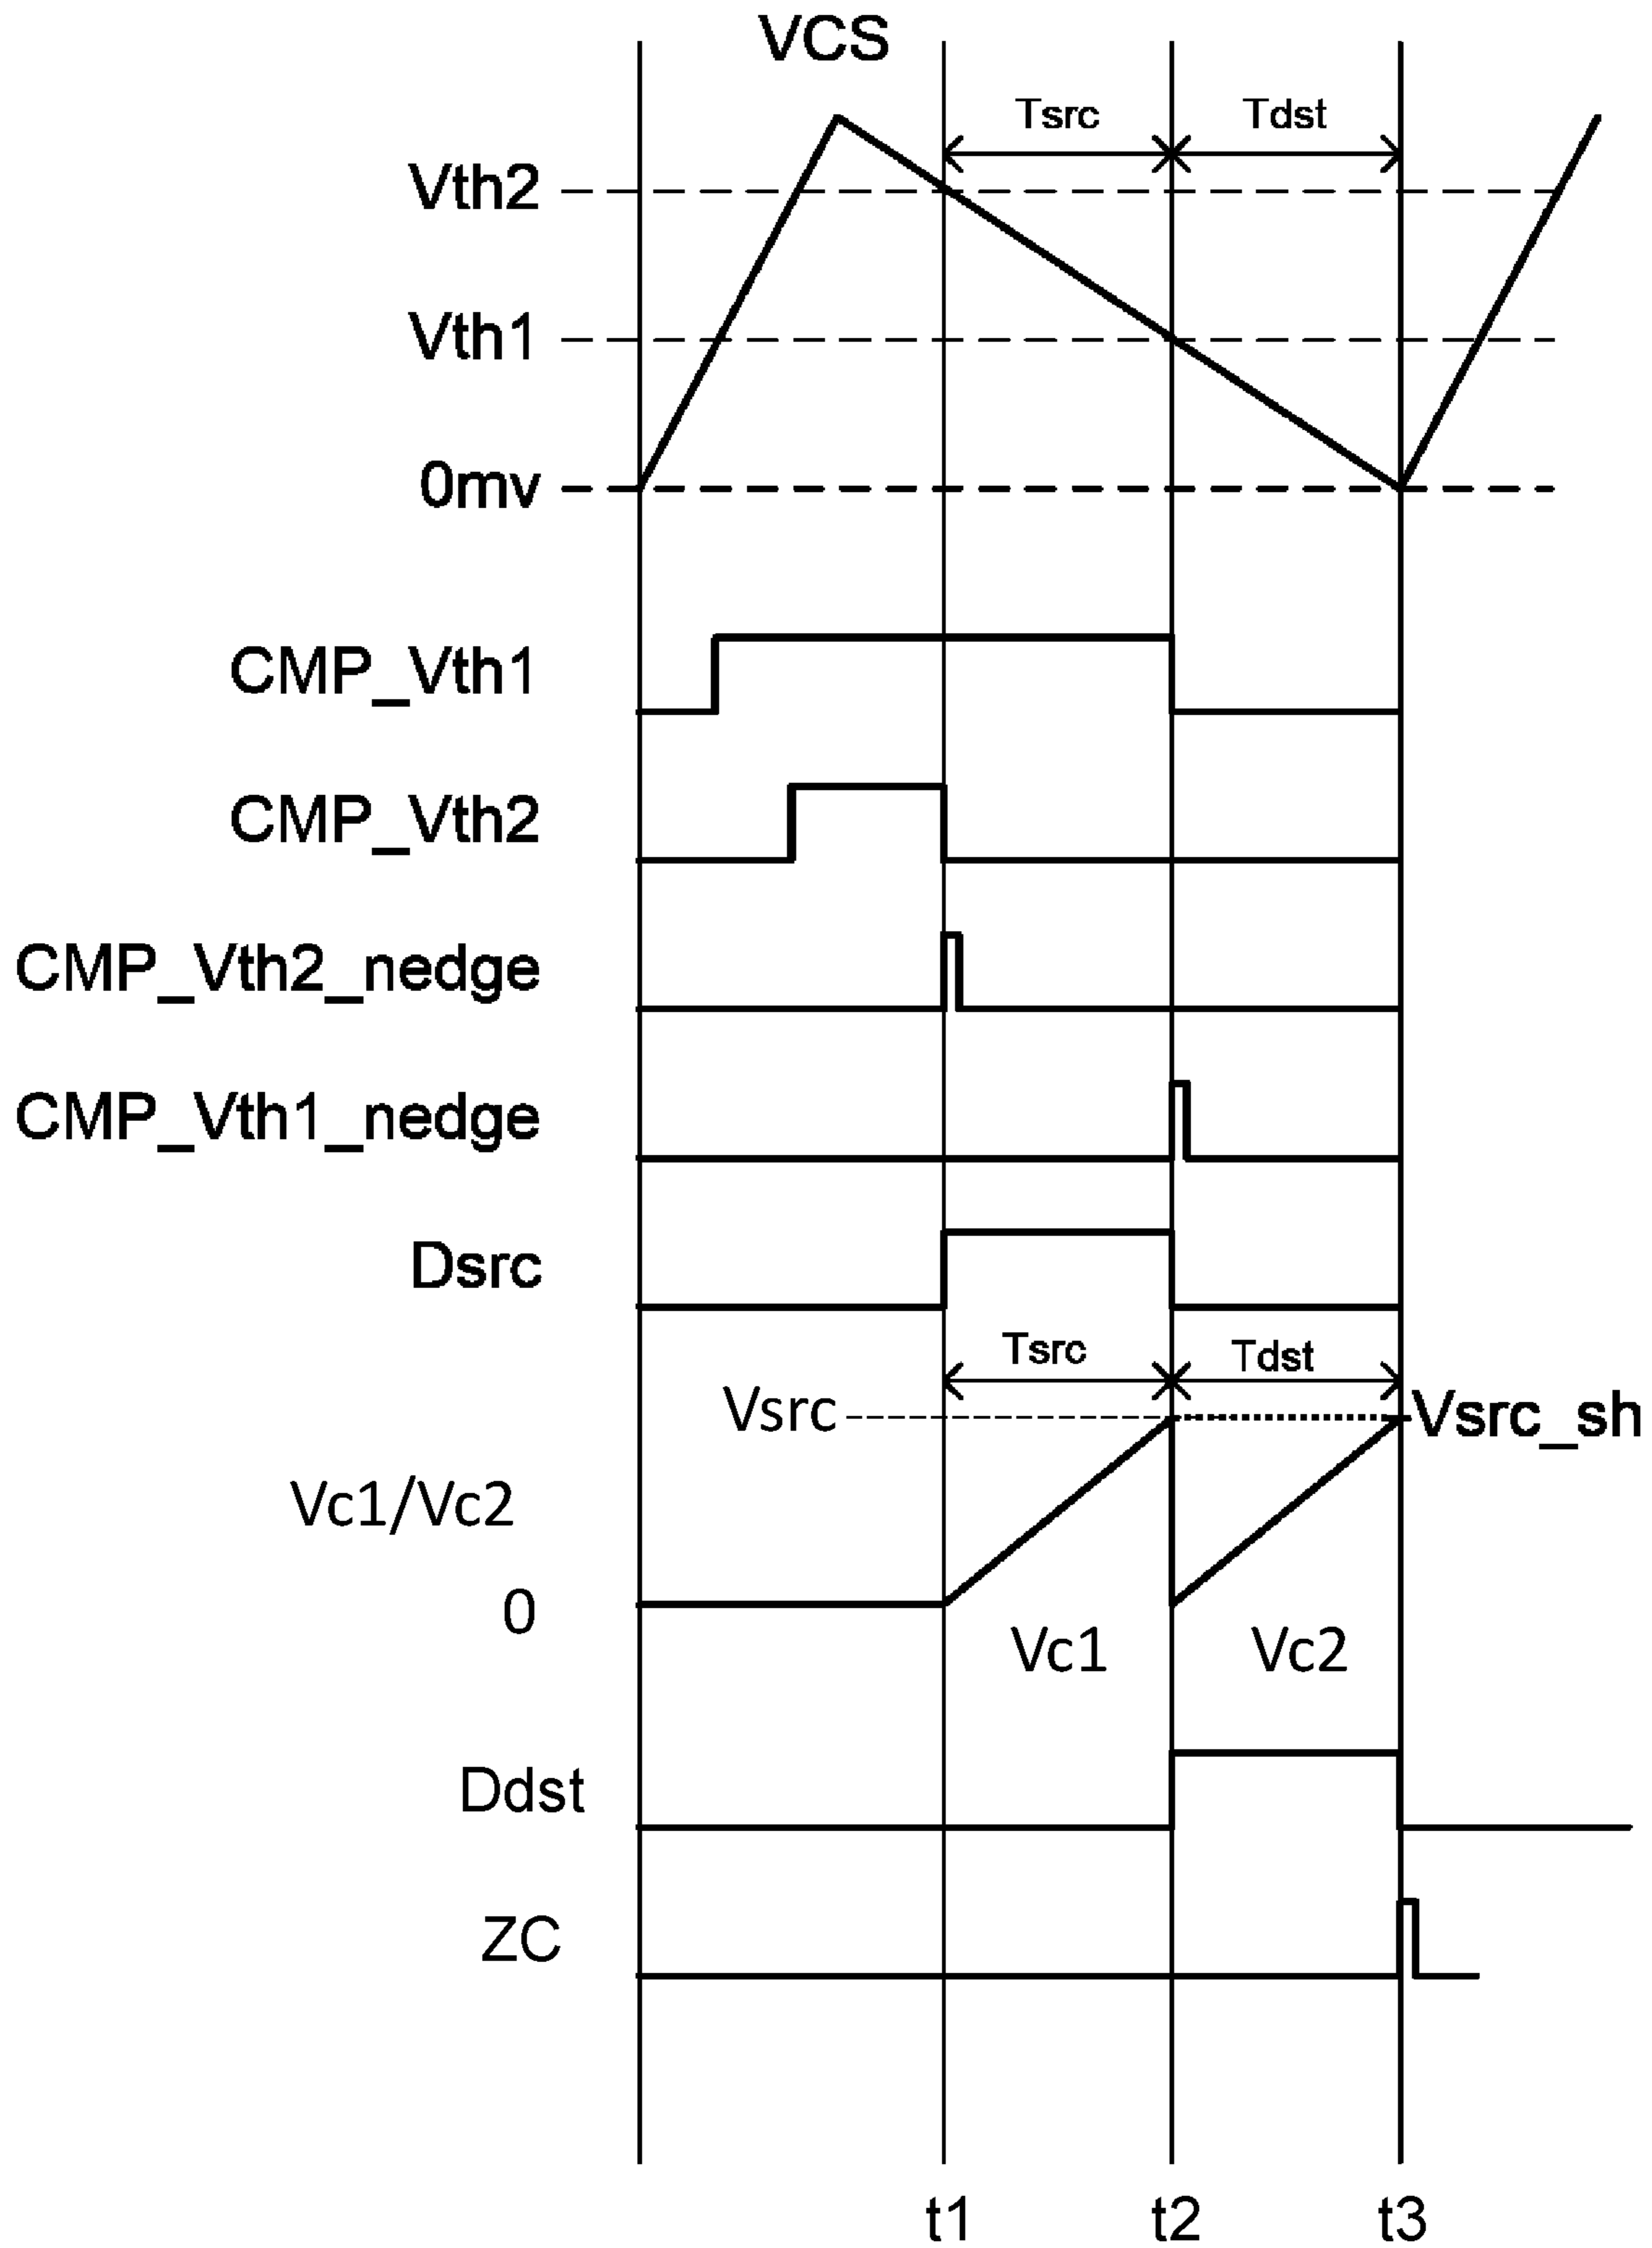 VCS
Tsrc Tdst
Vth2
Vth1
0mv
CMP_Vth1
CMP_Vth2
CMP_Vth2_nedge
CMP_Vth1_nedge
Dsrc
Tsrc Tdst
Vsrc Vsrc_sh
Vc1/Vc2
0
Vc1 Vc2
Ddst
ZC
t1 t2 t3